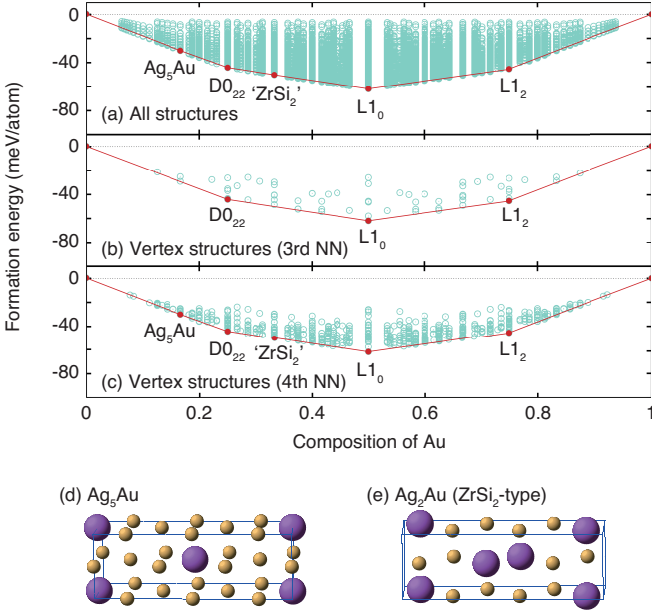 0
-40
-80
Ag5Au
D022
'ZrSi2'
L10
L12
(a) All structures
Formation energy (meV/atom)
0
-40
-80
D022
L10
L12
(b) Vertex structures (3rd NN)
0
-40
-80
Ag5Au
D022
'ZrSi2'
L10
L12
(c) Vertex structures (4th NN)
0 0.2 0.4 0.6 0.8 1
Composition of Au
(d) Ag5Au
(e) Ag2Au (ZrSi2-type)